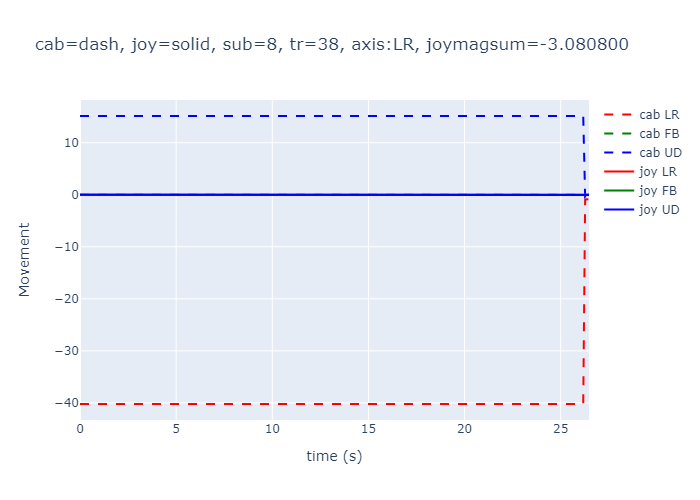 cab=dash, joy=solid, sub=8, tr=38, axis:LR, joymagsum=-3.080800
cab LR
cab FB
cab UD
joy LR
joy FB
joy UD
Movement
10
0
−10
−20
−30
−40
0 5 10 15 20 25
time (s)